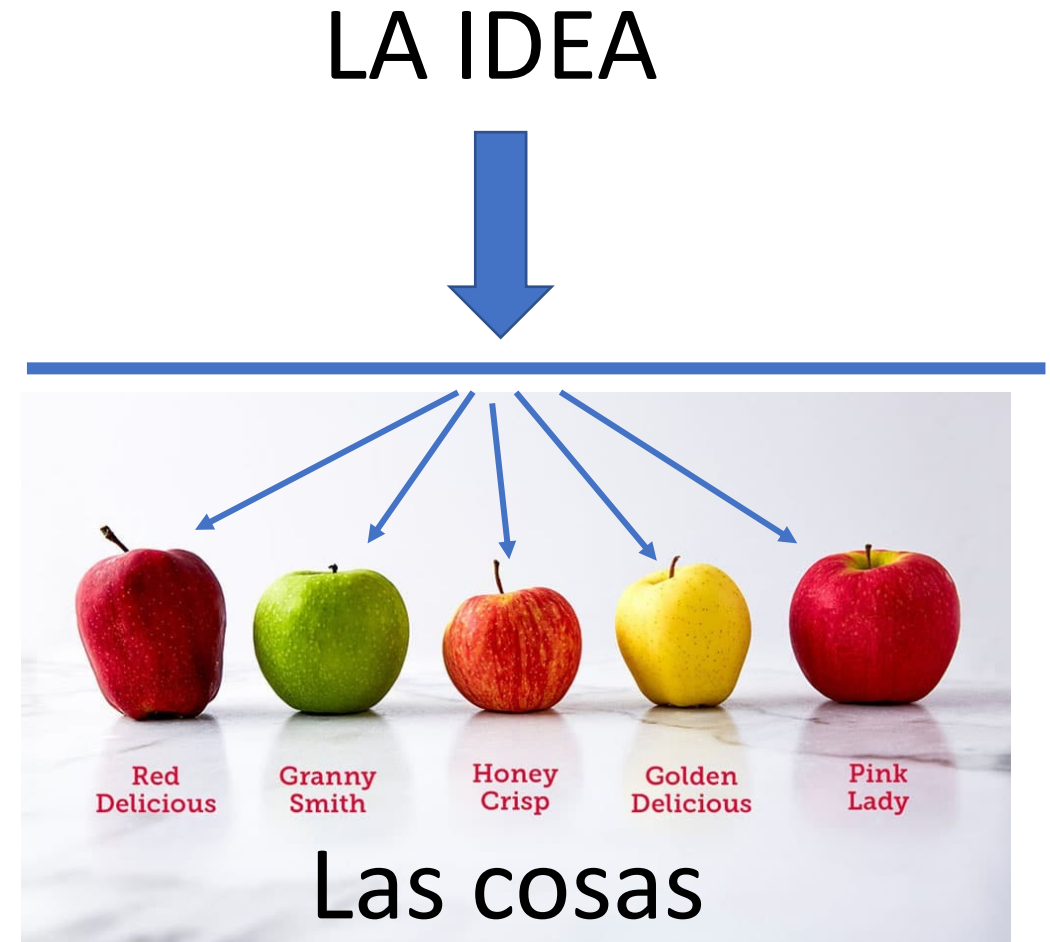 LA IDEA
Red Delicious
Granny Smith
Honey Crisp
Golden Delicious
Pink Lady
Las cosas